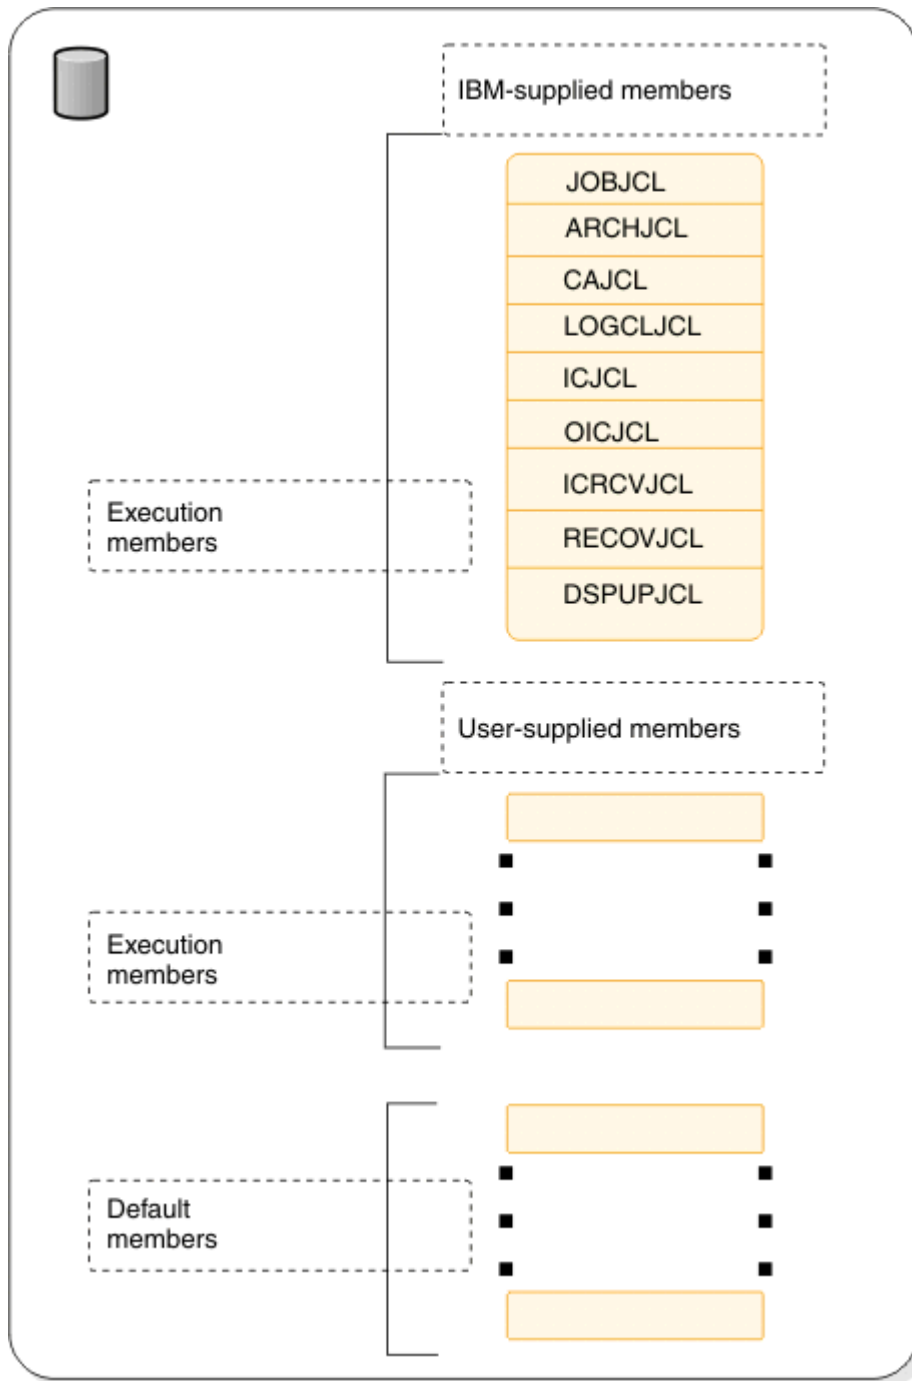 IBM-supplied members
JOBJCL
ARCHJCL
CAJCL
LOGCLJCL
ICJCL
OICJCL
ICRCVJCL
RECOVJCL
DSPUPJCL
Execution
members
User-supplied members
Execution
members
Default
members